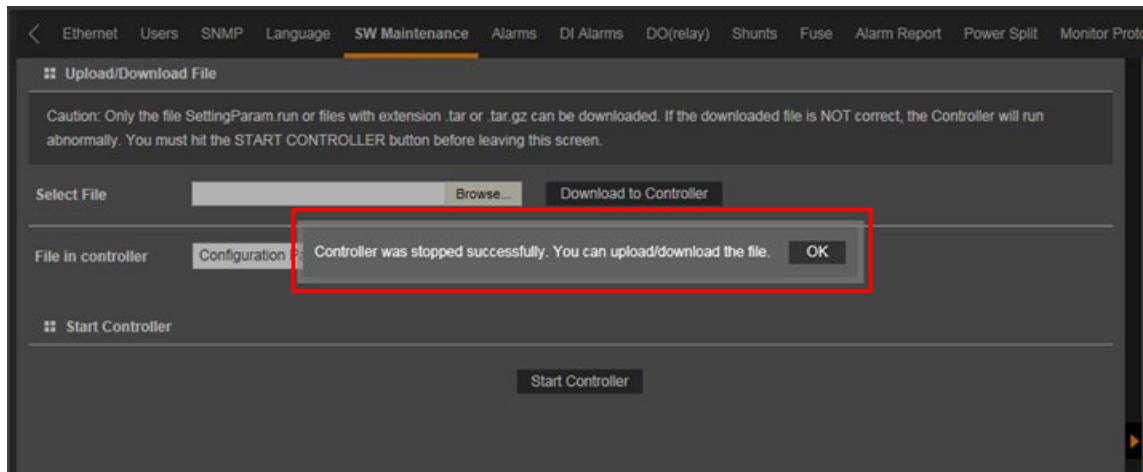 Ethernet Users SNMP Language SW Maintenance Alarms DI Alarms DO(relay) Shunts Fuse Alarm Report Power Split Monitor
Upload/Download File
Caution: Only the file SettingParam.run or files with extension .tar or .tar.gz can be downloaded. If the downloaded file is NOT correct, the Controller will run
abnormally. You must hit the START CONTROLLER button before leaving this screen.
Select File Browse... Download to Controller
Controller was stopped successfully. You can upload/download the file. OK
File in controller Configuration
Start Controller
Start Controller